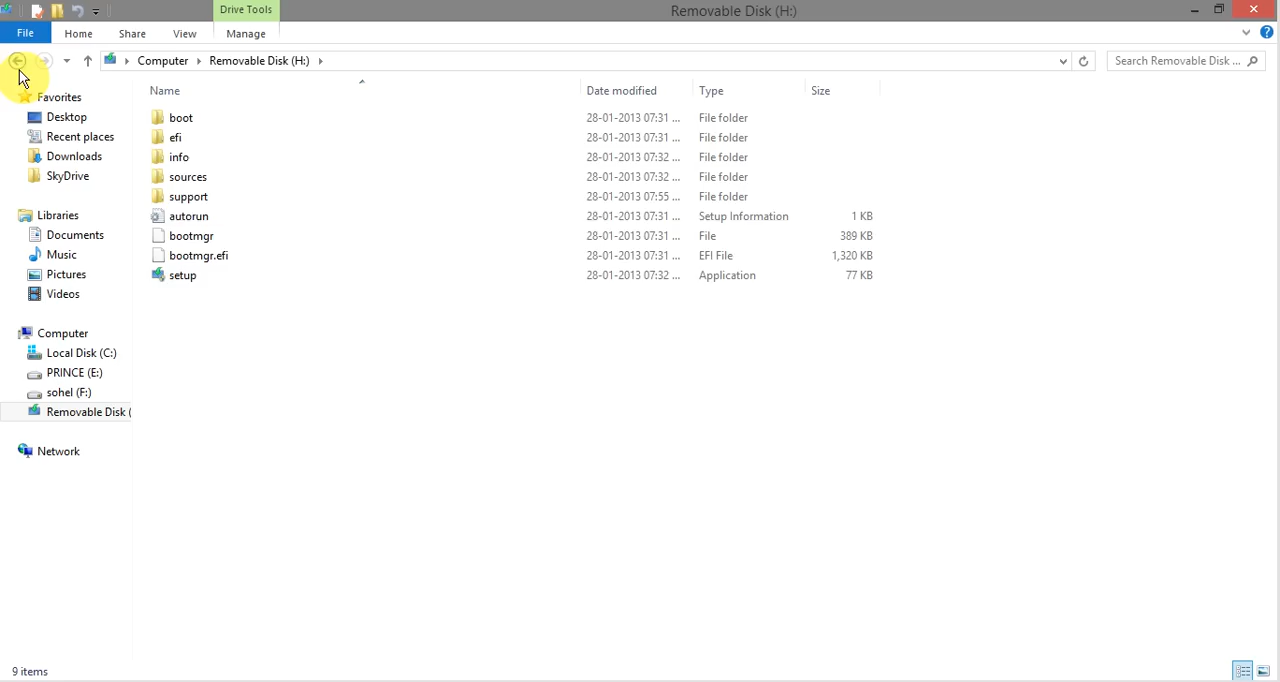 Drive Tools
Removable Disk (H:)
File Home Share View Manage
Computer Removable Disk (H:)
Search Removable Disk ...
Favorites
Desktop
Recent places
Downloads
SkyDrive
Libraries
Documents
Music
Pictures
Videos
Computer
Local Disk (C:)
PRINCE (E:)
sohel (F:)
Removable Disk (
Network
Name Date modified Type Size
boot 28-01-2013 07:31 ... File folder
efi 28-01-2013 07:31 ... File folder
info 28-01-2013 07:32 ... File folder
sources 28-01-2013 07:32 ... File folder
support 28-01-2013 07:55 ... File folder
autorun 28-01-2013 07:31 ... Setup Information 1 KB
bootmgr 28-01-2013 07:31 ... File 389 KB
bootmgr.efi 28-01-2013 07:31 ... EFI File 1,320 KB
setup 28-01-2013 07:32 ... Application 77 KB
9 items